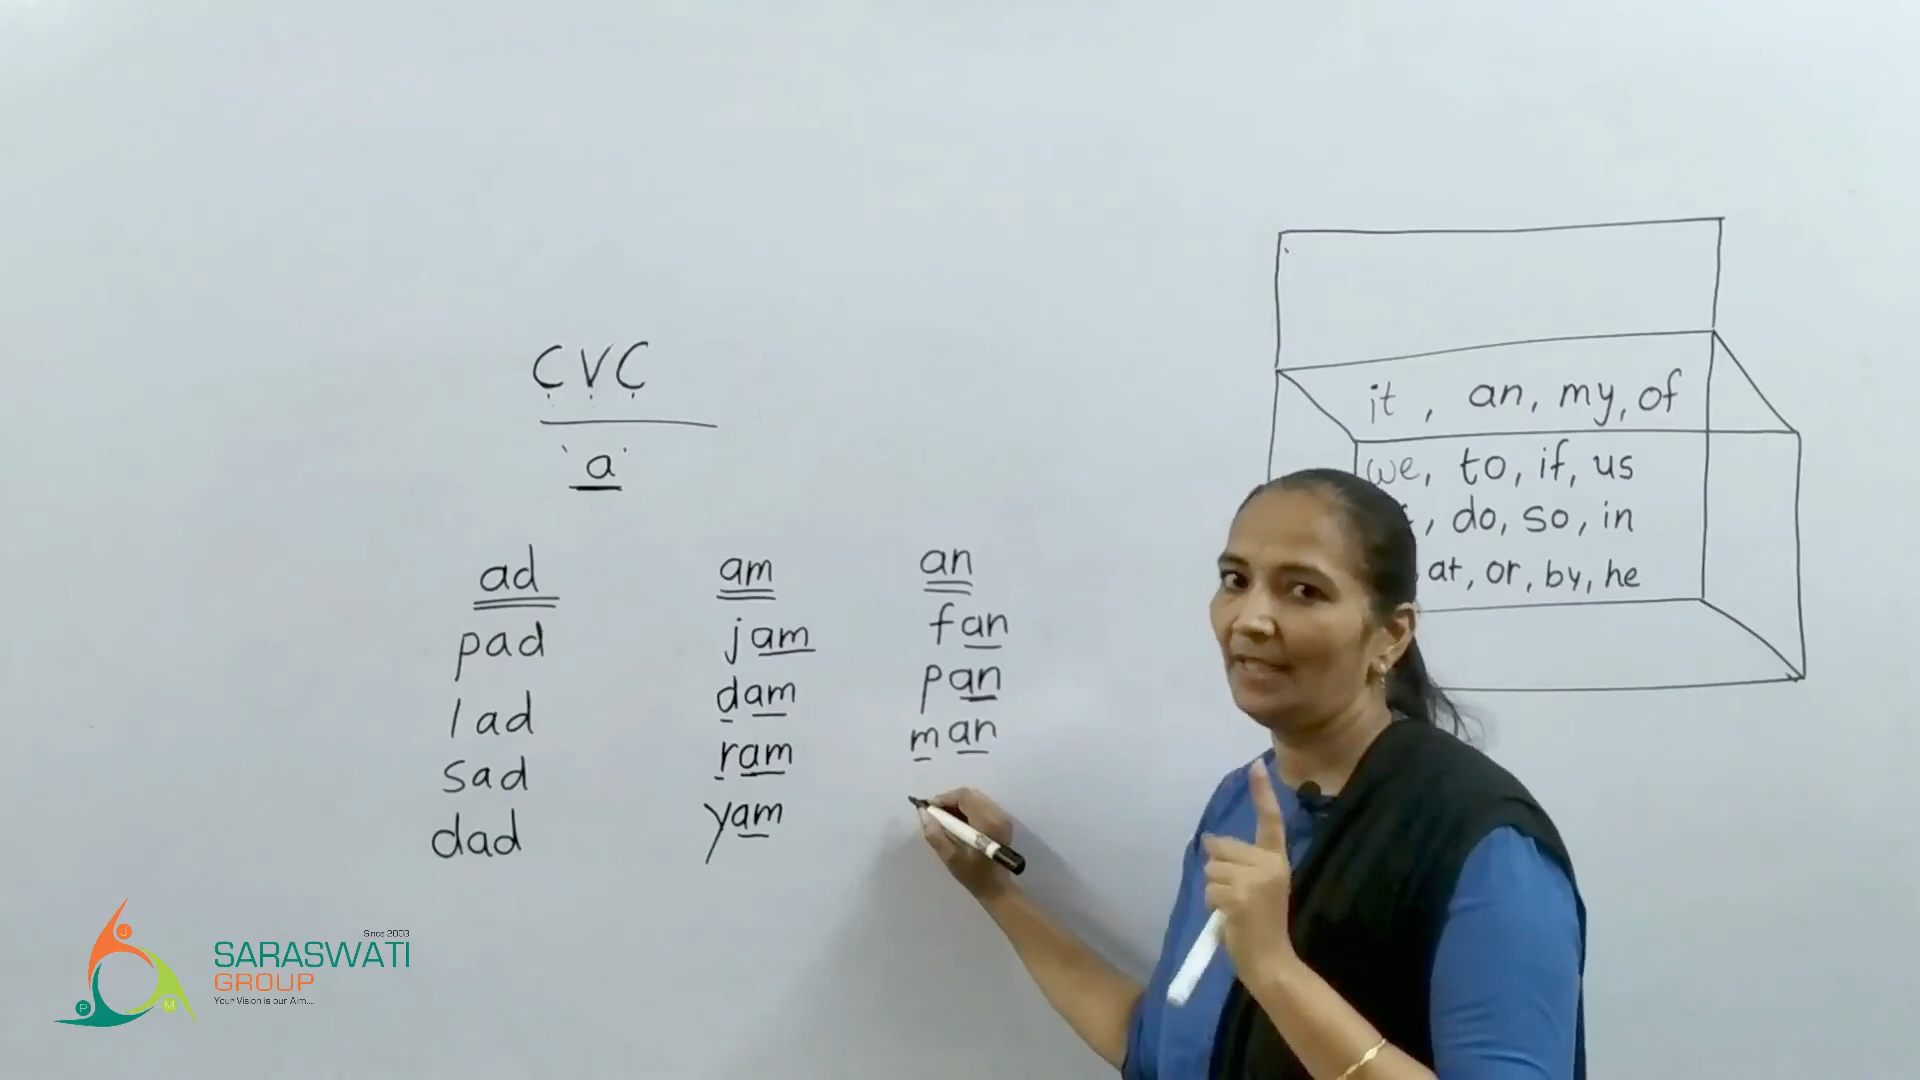 CVC
'a'
ad
pad
lad
sad
dad
am
jam
dam
ram
yam
an
fan
pan
man
it, an, my, of
we, to, if, us
, do, so, in
at, or, by, he
Since 2003
SARASWATI
GROUP
Your Vision is our Aim....
J
P
M